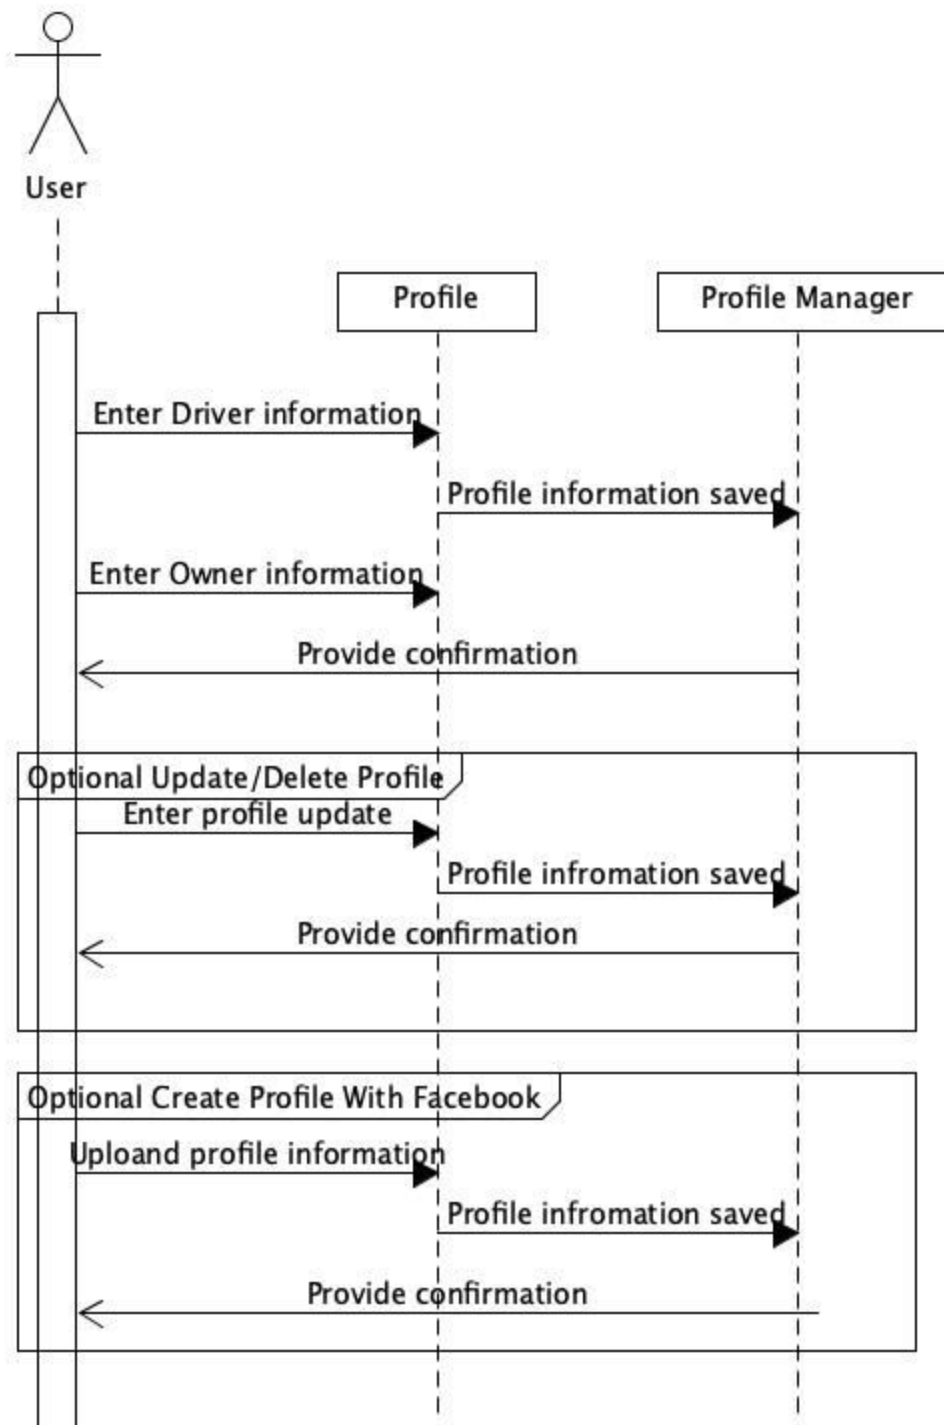 User
Profile
Profile Manager
Enter Driver information
Profile information saved
Enter Owner information
Provide confirmation
Optional Update/Delete Profile
Enter profile update
Profile infromation saved
Provide confirmation
Optional Create Profile With Facebook
Uploand profile information
Profile infromation saved
Provide confirmation